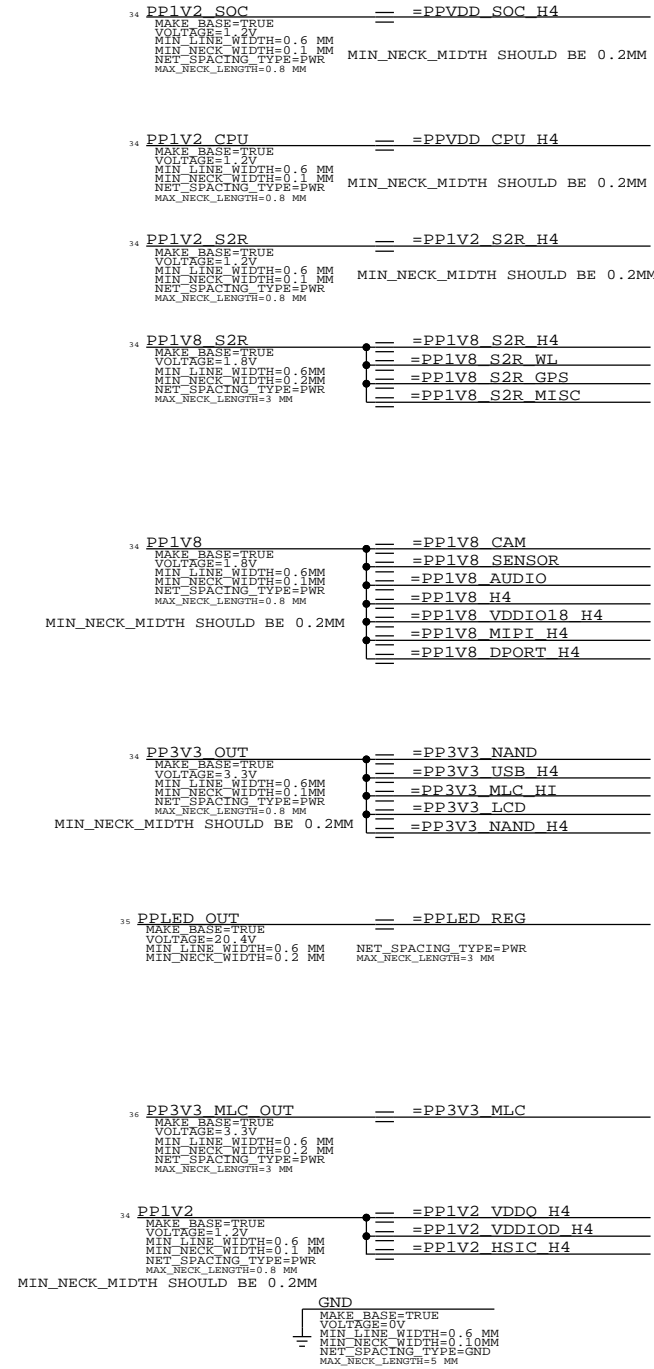 34 PP1V2_SOC =PPVDD_SOC_H4
MAKE_BASE=TRUE
VOLTAGE=1.2V
MIN_LINE_WIDTH=0.6 MM
MIN_NECK_WIDTH=0.1 MM
NET_SPACING_TYPE=PWR
MAX_NECK_LENGTH=0.8 MM
MIN_NECK_MIDTH SHOULD BE 0.2MM
34 PP1V2_CPU =PPVDD_CPU_H4
MAKE_BASE=TRUE
VOLTAGE=1.2V
MIN_LINE_WIDTH=0.6 MM
MIN_NECK_WIDTH=0.1 MM
NET_SPACING_TYPE=PWR
MAX_NECK_LENGTH=0.8 MM
MIN_NECK_MIDTH SHOULD BE 0.2MM
34 PP1V2_S2R =PP1V2_S2R_H4
MAKE_BASE=TRUE
VOLTAGE=1.2V
MIN_LINE_WIDTH=0.6 MM
MIN_NECK_WIDTH=0.1 MM
NET_SPACING_TYPE=PWR
MAX_NECK_LENGTH=0.8 MM
MIN_NECK_MIDTH SHOULD BE 0.2MM
34 PP1V8_S2R =PP1V8_S2R_H4
MAKE_BASE=TRUE
VOLTAGE=1.8V
MIN_LINE_WIDTH=0.6MM
MIN_NECK_WIDTH=0.2MM
NET_SPACING_TYPE=PWR
MAX_NECK_LENGTH=3 MM
=PP1V8_S2R_WL
=PP1V8_S2R_GPS
=PP1V8_S2R_MISC
34 PP1V8 =PP1V8_CAM
MAKE_BASE=TRUE
VOLTAGE=1.8V
MIN_LINE_WIDTH=0.6MM
MIN_NECK_WIDTH=0.1MM
NET_SPACING_TYPE=PWR
MAX_NECK_LENGTH=0.8 MM
MIN_NECK_MIDTH SHOULD BE 0.2MM
=PP1V8_SENSOR
=PP1V8_AUDIO
=PP1V8_H4
=PP1V8_VDDIO18_H4
=PP1V8_MIPI_H4
=PP1V8_DPORT_H4
34 PP3V3_OUT =PP3V3_NAND
MAKE_BASE=TRUE
VOLTAGE=3.3V
MIN_LINE_WIDTH=0.6MM
MIN_NECK_WIDTH=0.1MM
NET_SPACING_TYPE=PWR
MAX_NECK_LENGTH=0.8 MM
MIN_NECK_MIDTH SHOULD BE 0.2MM
=PP3V3_USB_H4
=PP3V3_MLC_HI
=PP3V3_LCD
=PP3V3_NAND_H4
35 PPLED_OUT =PPLED_REG
MAKE_BASE=TRUE
VOLTAGE=20.4V
MIN_LINE_WIDTH=0.6 MM
MIN_NECK_WIDTH=0.2 MM
NET_SPACING_TYPE=PWR
MAX_NECK_LENGTH=3 MM
36 PP3V3_MLC_OUT =PP3V3_MLC
MAKE_BASE=TRUE
VOLTAGE=3.3V
MIN_LINE_WIDTH=0.6 MM
MIN_NECK_WIDTH=0.2 MM
NET_SPACING_TYPE=PWR
MAX_NECK_LENGTH=3 MM
34 PP1V2 =PP1V2_VDDQ_H4
MAKE_BASE=TRUE
VOLTAGE=1.2V
MIN_LINE_WIDTH=0.6 MM
MIN_NECK_WIDTH=0.1 MM
NET_SPACING_TYPE=PWR
MAX_NECK_LENGTH=0.8 MM
MIN_NECK_MIDTH SHOULD BE 0.2MM
=PP1V2_VDDIOD_H4
=PP1V2_HSIC_H4
GND
MAKE_BASE=TRUE
VOLTAGE=0V
MIN_LINE_WIDTH=0.6 MM
MIN_NECK_WIDTH=0.10MM
NET_SPACING_TYPE=GND
MAX_NECK_LENGTH=5 MM